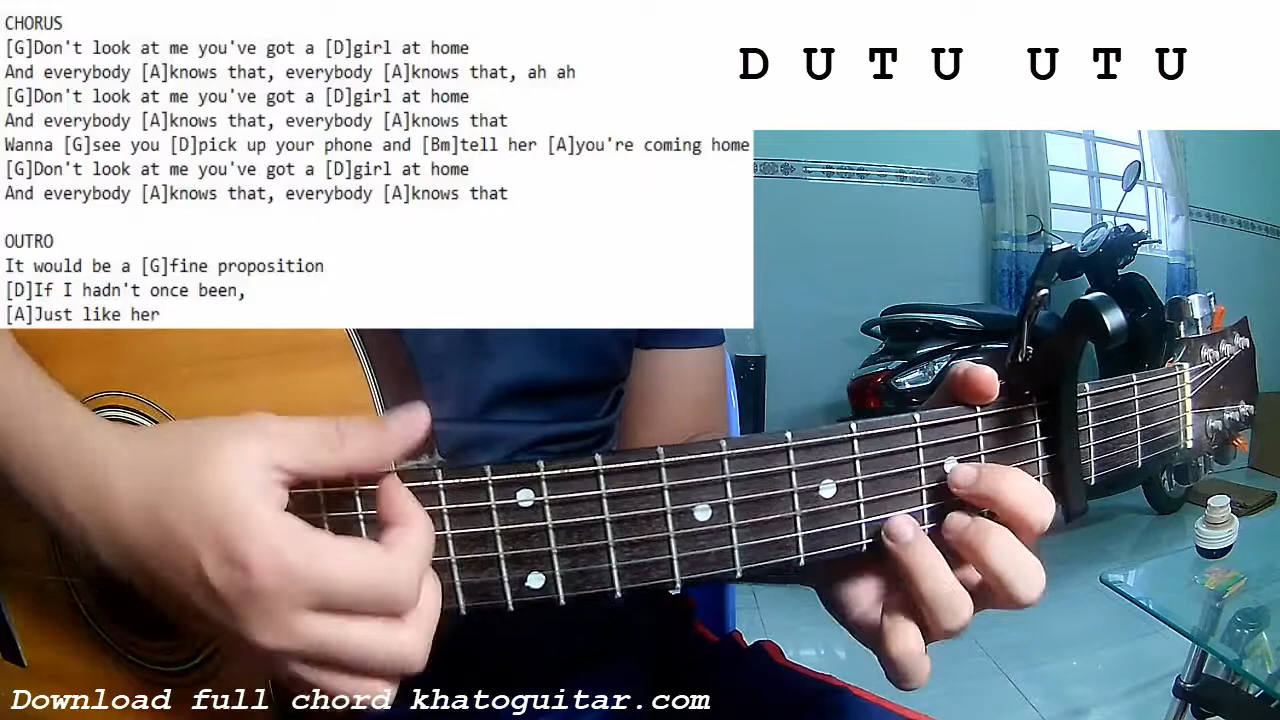 CHORUS
[G]Don't look at me you've got a [D]girl at home
And everybody [A]knows that, everybody [A]knows that, ah ah
[G]Don't look at me you've got a [D]girl at home
And everybody [A]knows that, everybody [A]knows that
Wanna [G]see you [D]pick up your phone and [Bm]tell her [A]you're coming home
[G]Don't look at me you've got a [D]girl at home
And everybody [A]knows that, everybody [A]knows that
OUTRO
It would be a [G]fine proposition
[D]If I hadn't once been,
[A]Just like her
D U T U U T U
Download full chord khatoguitar.com